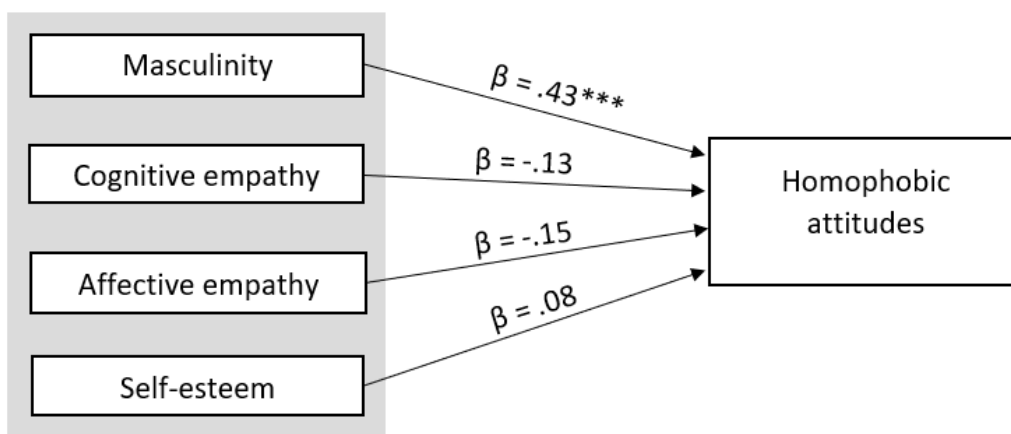 Masculinity
β = .43***
Cognitive empathy
β = -.13
Homophobic
attitudes
Affective empathy
β = -.15
Self-esteem
β = .08